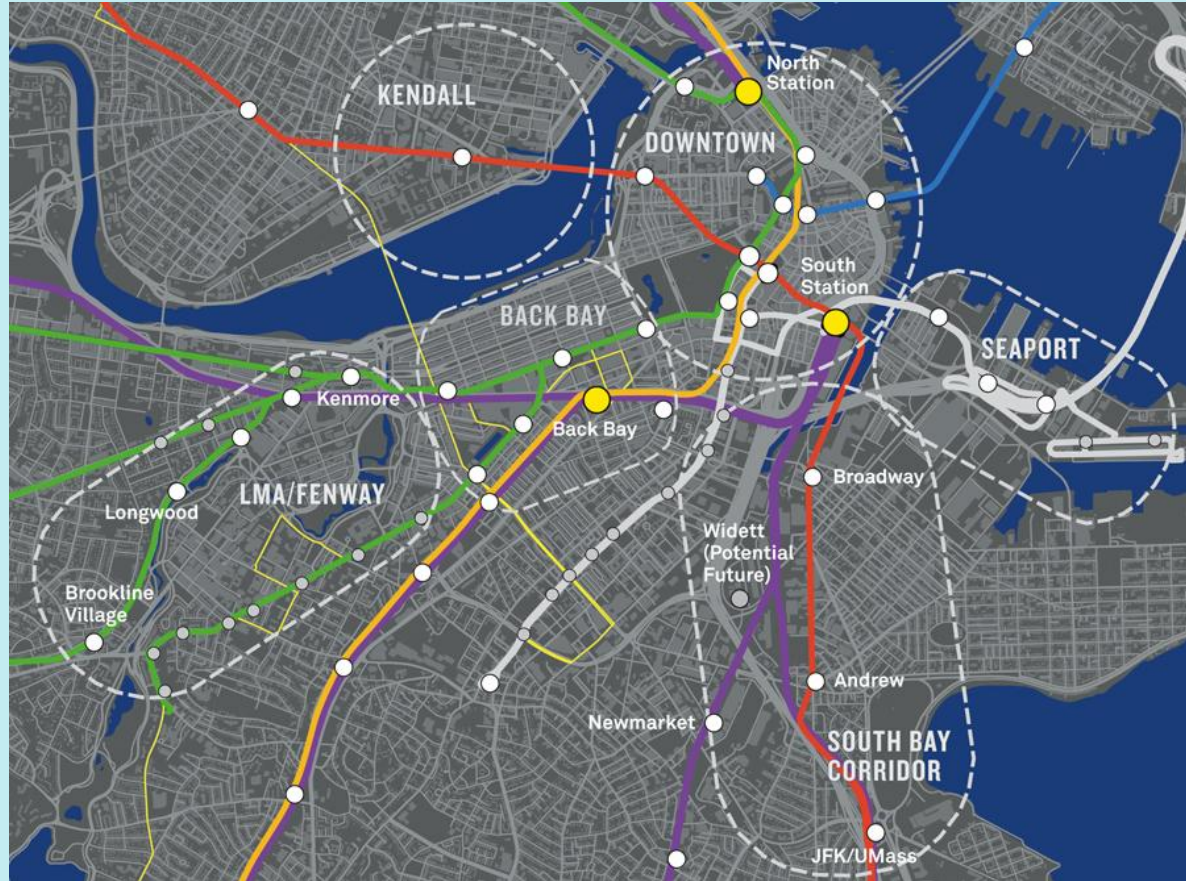 North
Station
KENDALL
DOWNTOWN
South
Station
BACK BAY
SEAPORT
Kenmore
Back Bay
Broadway
LMA/FENWAY
Longwood
Widett
(Potential
Future)
Brookline
Village
Andrew
Newmarket
SOUTH BAY
CORRIDOR
JFK/UMass